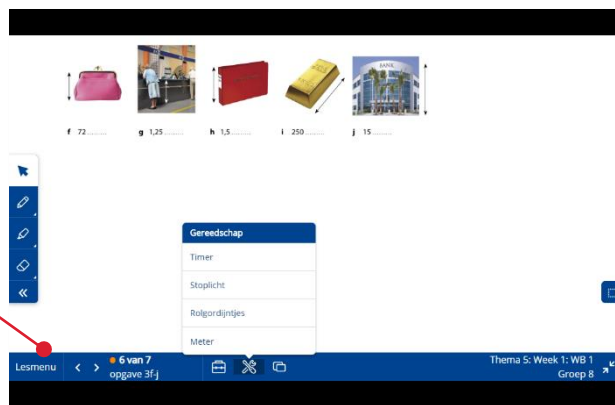 BANK
f 72 ........ g 1,25 ........ h 1,5 ........ i 250 ........ j 15 ........
Gereedschap
Timer
Stoplicht
Rolgordijntjes
Meter
Lesmenu
6 van 7
opgave 3f-j
Thema 5: Week 1: WB 1
Groep 8